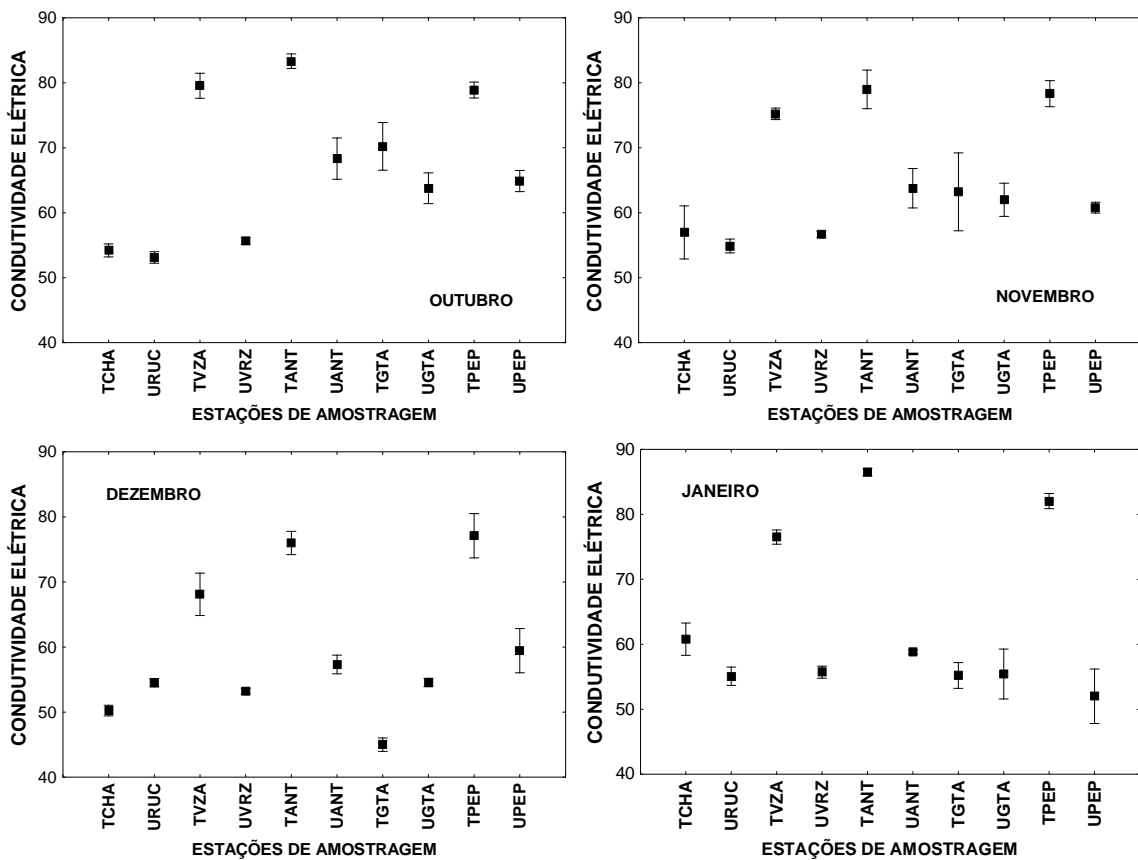 CONDUTIVIDADE ELÉTRICA
90
80
70
60
50
40
OUTUBRO
TCHA URUC TVZA UVRZ TANT UANT TGTA UGTA TPEP UPEP
ESTAÇÕES DE AMOSTRAGEM
CONDUTIVIDADE ELÉTRICA
90
80
70
60
50
40
NOVEMBRO
TCHA URUC TVZA UVRZ TANT UANT TGTA UGTA TPEP UPEP
ESTAÇÕES DE AMOSTRAGEM
CONDUTIVIDADE ELÉTRICA
90
80
70
60
50
40
DEZEMBRO
TCHA URUC TVZA UVRZ TANT UANT TGTA UGTA TPEP UPEP
ESTAÇÕES DE AMOSTRAGEM
CONDUTIVIDADE ELÉTRICA
90
80
70
60
50
40
JANEIRO
TCHA URUC TVZA UVRZ TANT UANT TGTA UGTA TPEP UPEP
ESTAÇÕES DE AMOSTRAGEM